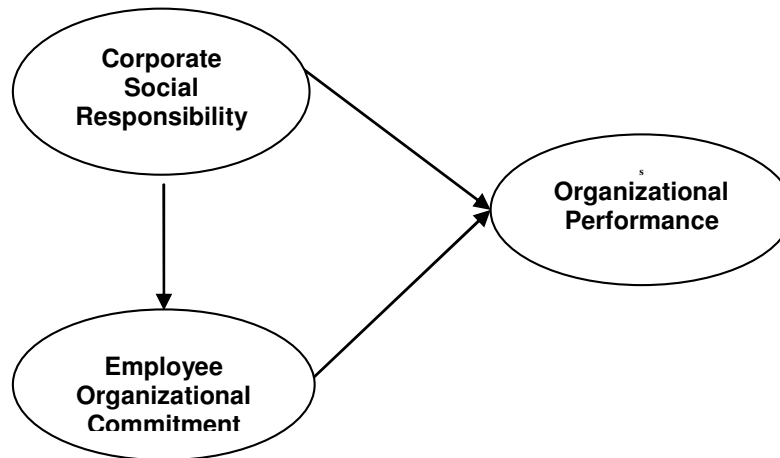 Corporate
Social
Responsibility
s
Organizational
Performance
Employee
Organizational
Commitment